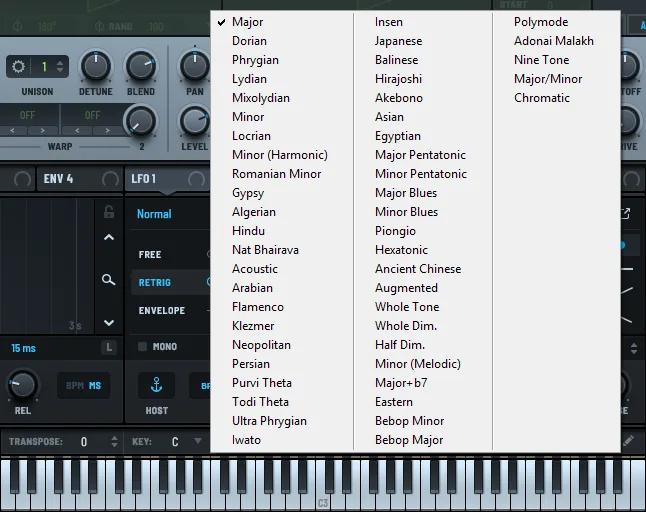 180°
RAND
100
START
0
1
UNISON
DETUNE
BLEND
PAN
OFF
OFF
WARP
2
LEVEL
ENV 4
LFO 1
Normal
FREE
RETRIG
ENVELOPE
MONO
3 s
15 ms
L
REL
BPM
MS
HOST
TRANSPOSE:
0
KEY:
C
C3
Major
Dorian
Phrygian
Lydian
Mixolydian
Minor
Locrian
Minor (Harmonic)
Romanian Minor
Gypsy
Algerian
Hindu
Nat Bhairava
Acoustic
Arabian
Flamenco
Klezmer
Neopolitan
Persian
Purvi Theta
Todi Theta
Ultra Phrygian
Iwato
Insen
Japanese
Balinese
Hirajoshi
Akebono
Asian
Egyptian
Major Pentatonic
Minor Pentatonic
Major Blues
Minor Blues
Piongio
Hexatonic
Ancient Chinese
Augmented
Whole Tone
Whole Dim.
Half Dim.
Minor (Melodic)
Major+b7
Eastern
Bebop Minor
Bebop Major
Polymode
Adonai Malakh
Nine Tone
Major/Minor
Chromatic